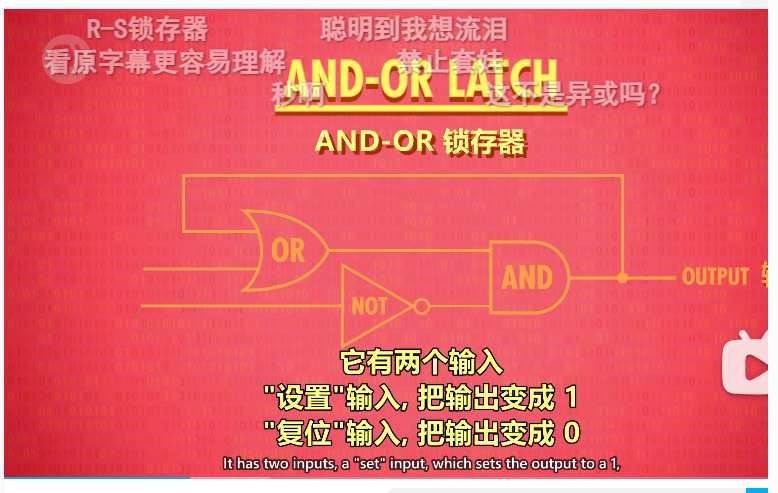 R-S锁存器
聪明到我想流泪
看原字幕更容易理解
禁止套娃
AND-OR LATCH
秒啊
这不是异或吗?
AND-OR 锁存器
OR
AND
OUTPUT
NOT
它有两个输入
"设置"输入, 把输出变成 1
"复位"输入, 把输出变成 0
It has two inputs, a "set" input, which sets the output to a 1,